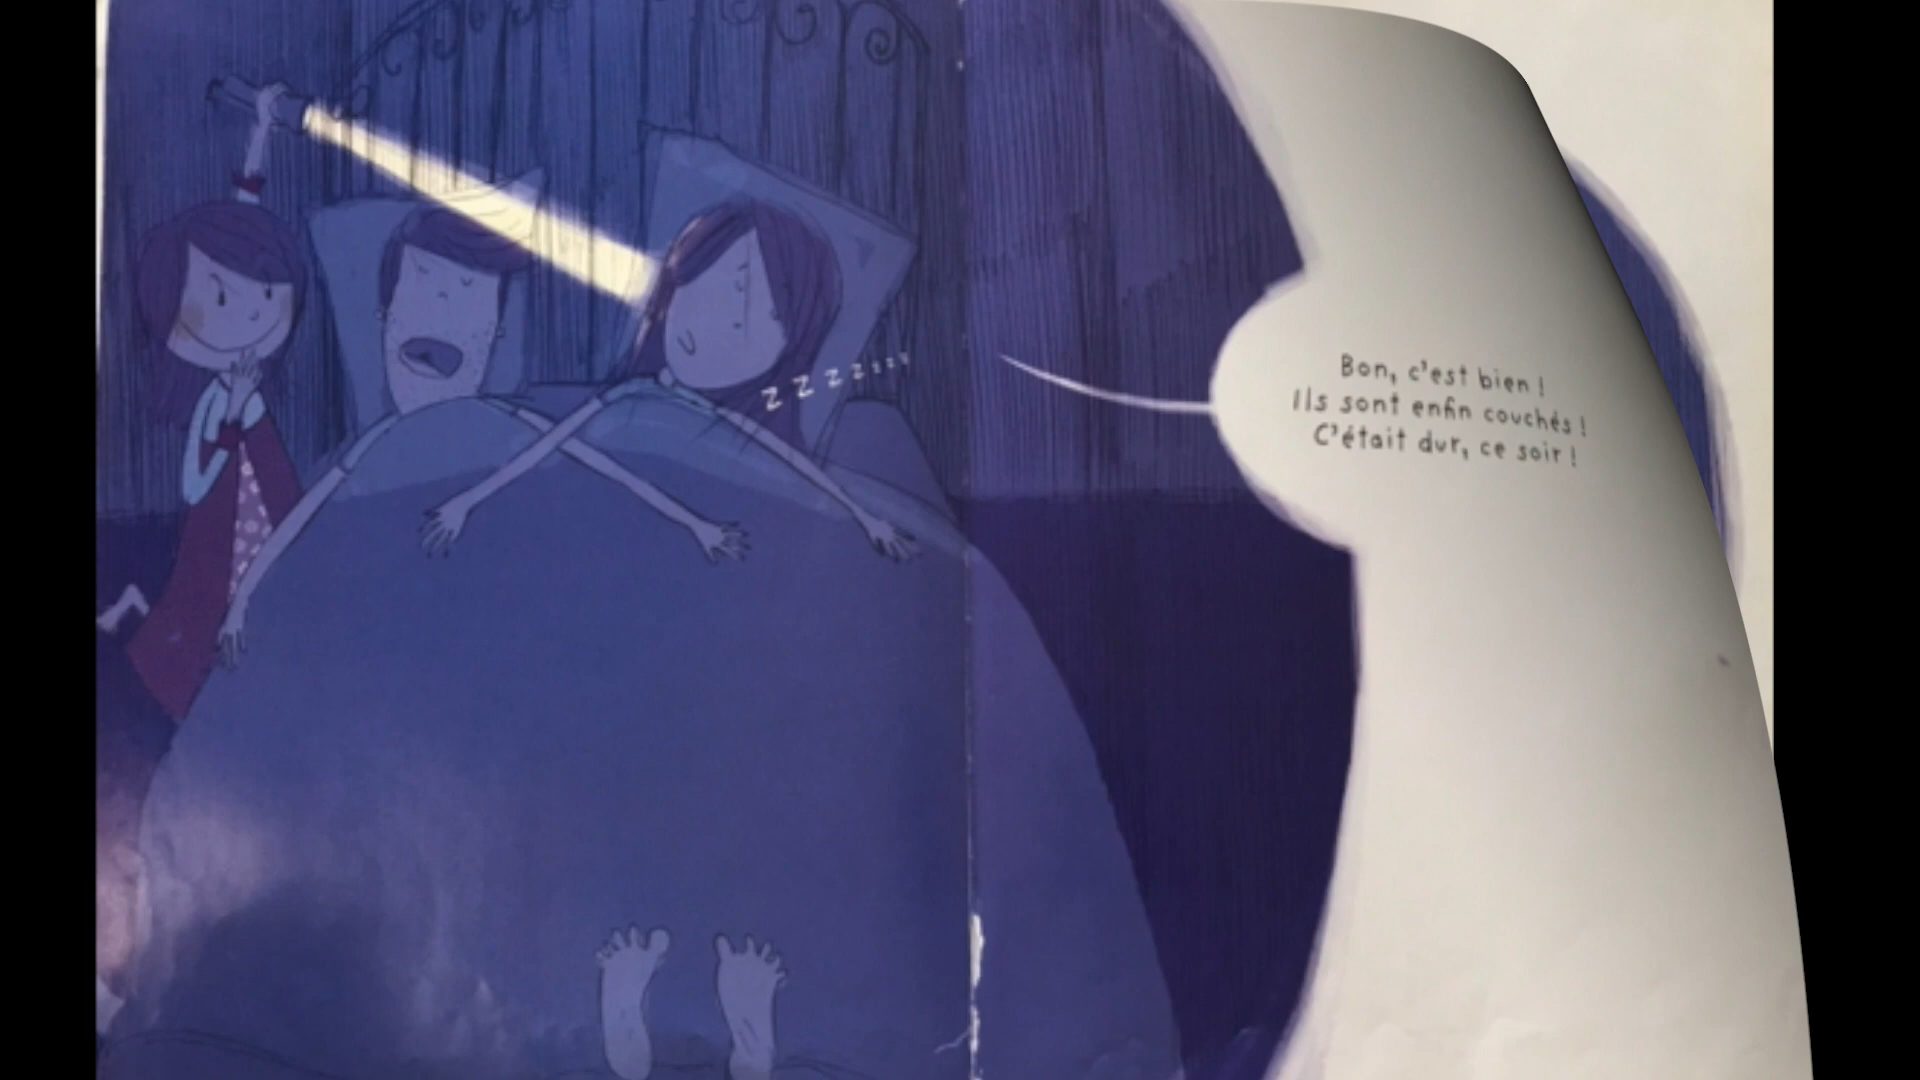 z z z z z z z z
Bon, c'est bien !
Ils sont enfin couchés !
C'était dur, ce soir !